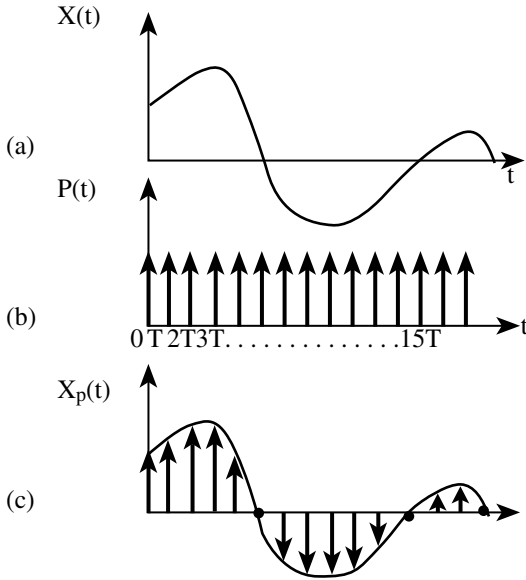 X(t)
(a)
t
P(t)
(b)
t
0 T 2T3T. . . . . . . . . . . . . . .15T
Xp(t)
(c)